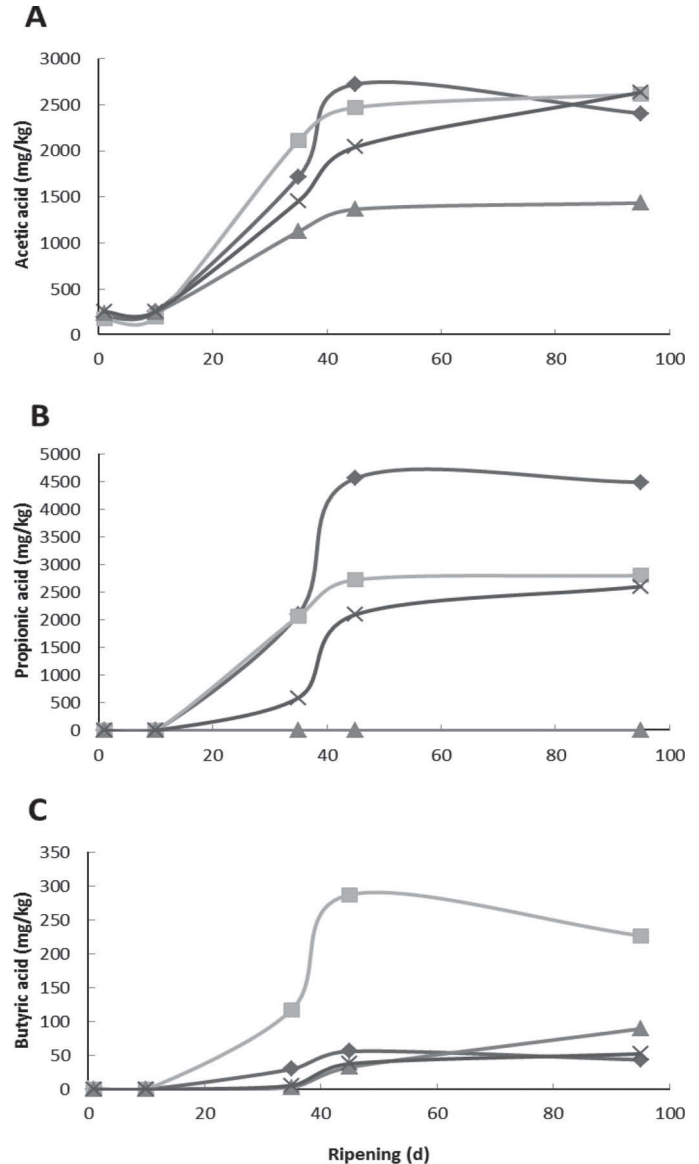 A
3000
2500
2000
1500
1000
500
0
0 20 40 60 80 100
Acetic acid (mg/kg)
B
5000
4500
4000
3500
3000
2500
2000
1500
1000
500
0
0 20 40 60 80 100
Propionic acid (mg/kg)
C
350
300
250
200
150
100
50
0
0 20 40 60 80 100
Butyric acid (mg/kg)
Ripening (d)